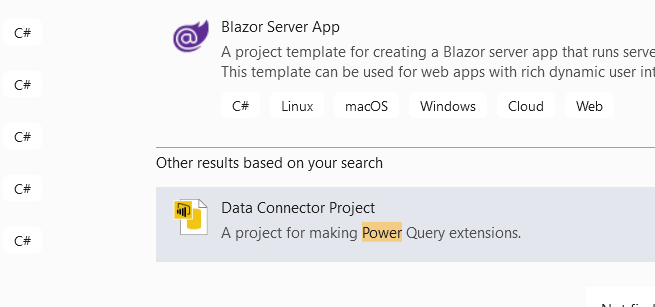 C#
C#
C#
C#
C#
Blazor Server App
A project template for creating a Blazor server app that runs
This template can be used for web apps with rich dynamic user
C# Linux macOS Windows Cloud Web
Other results based on your search
Data Connector Project
A project for making Power Query extensions.